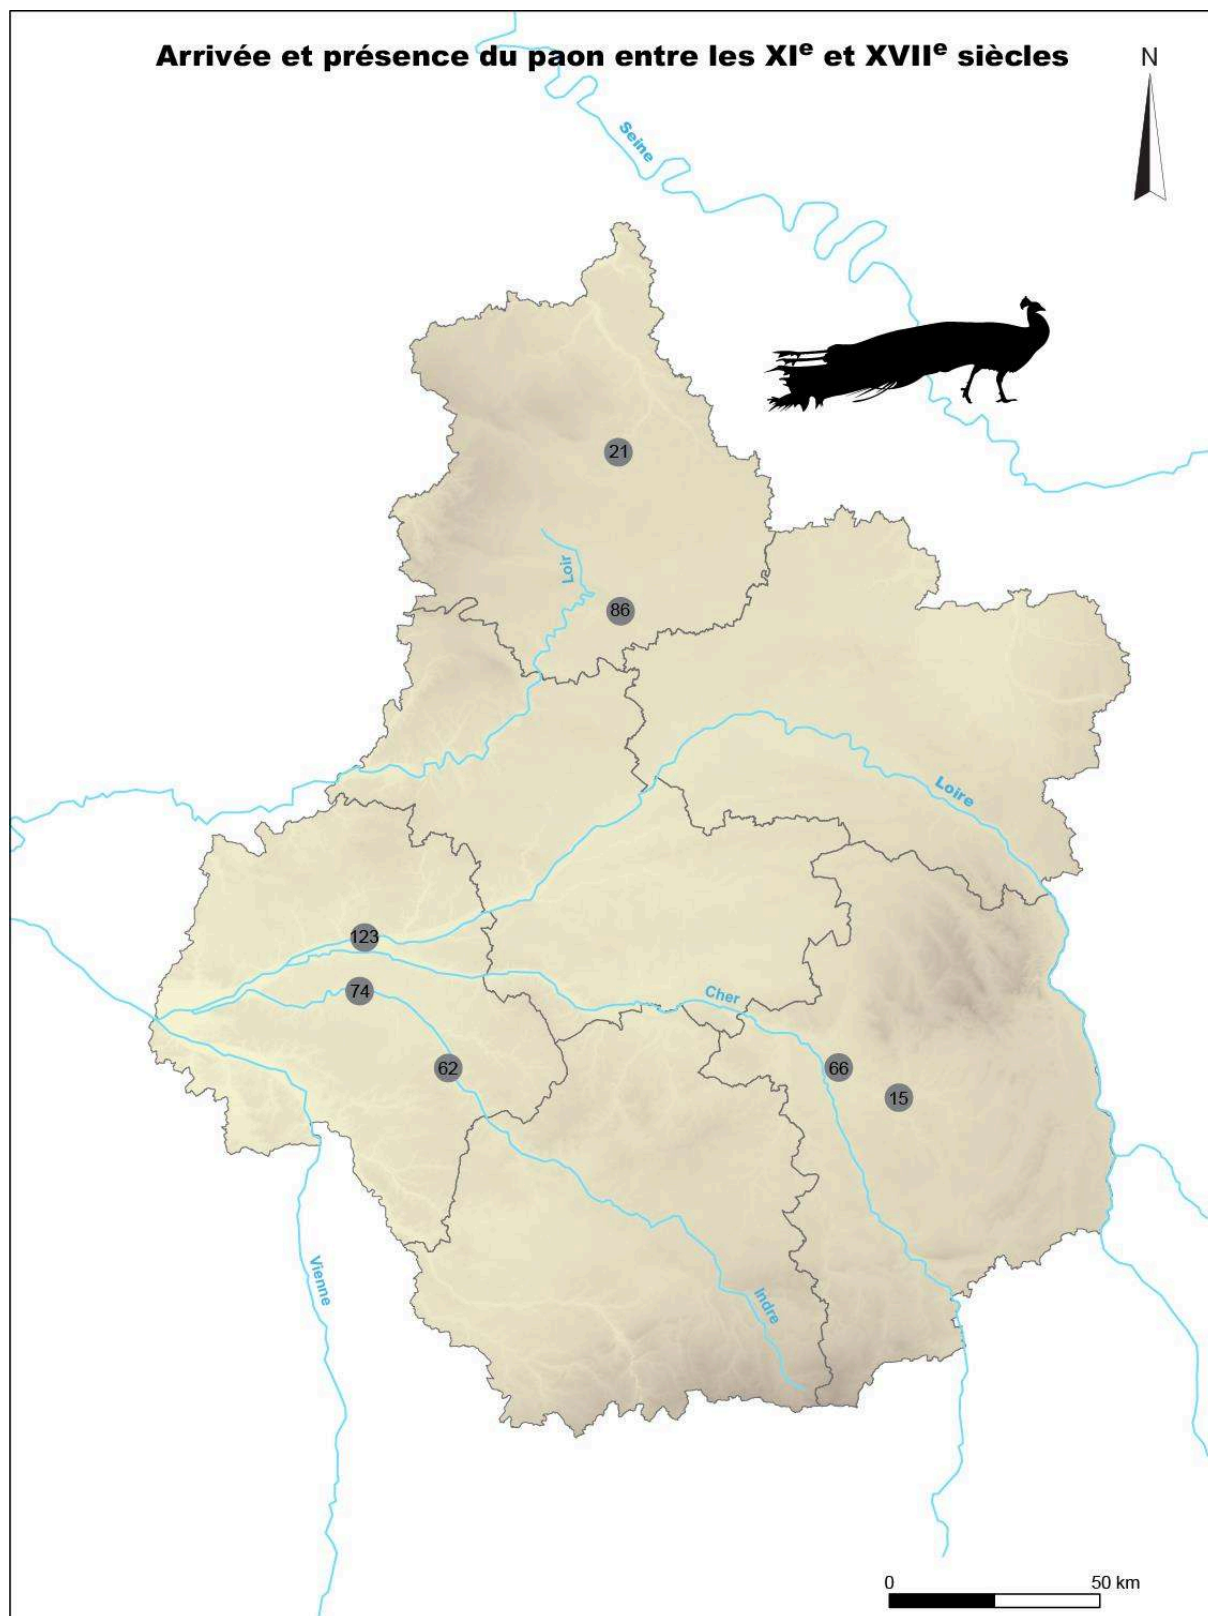 Arrivée et présence du paon entre les XIe et XVIIe siècles
N
Seine
21
Loir
86
Loire
123
74
Cher
62
66
15
Vienne
Indre
0 50 km